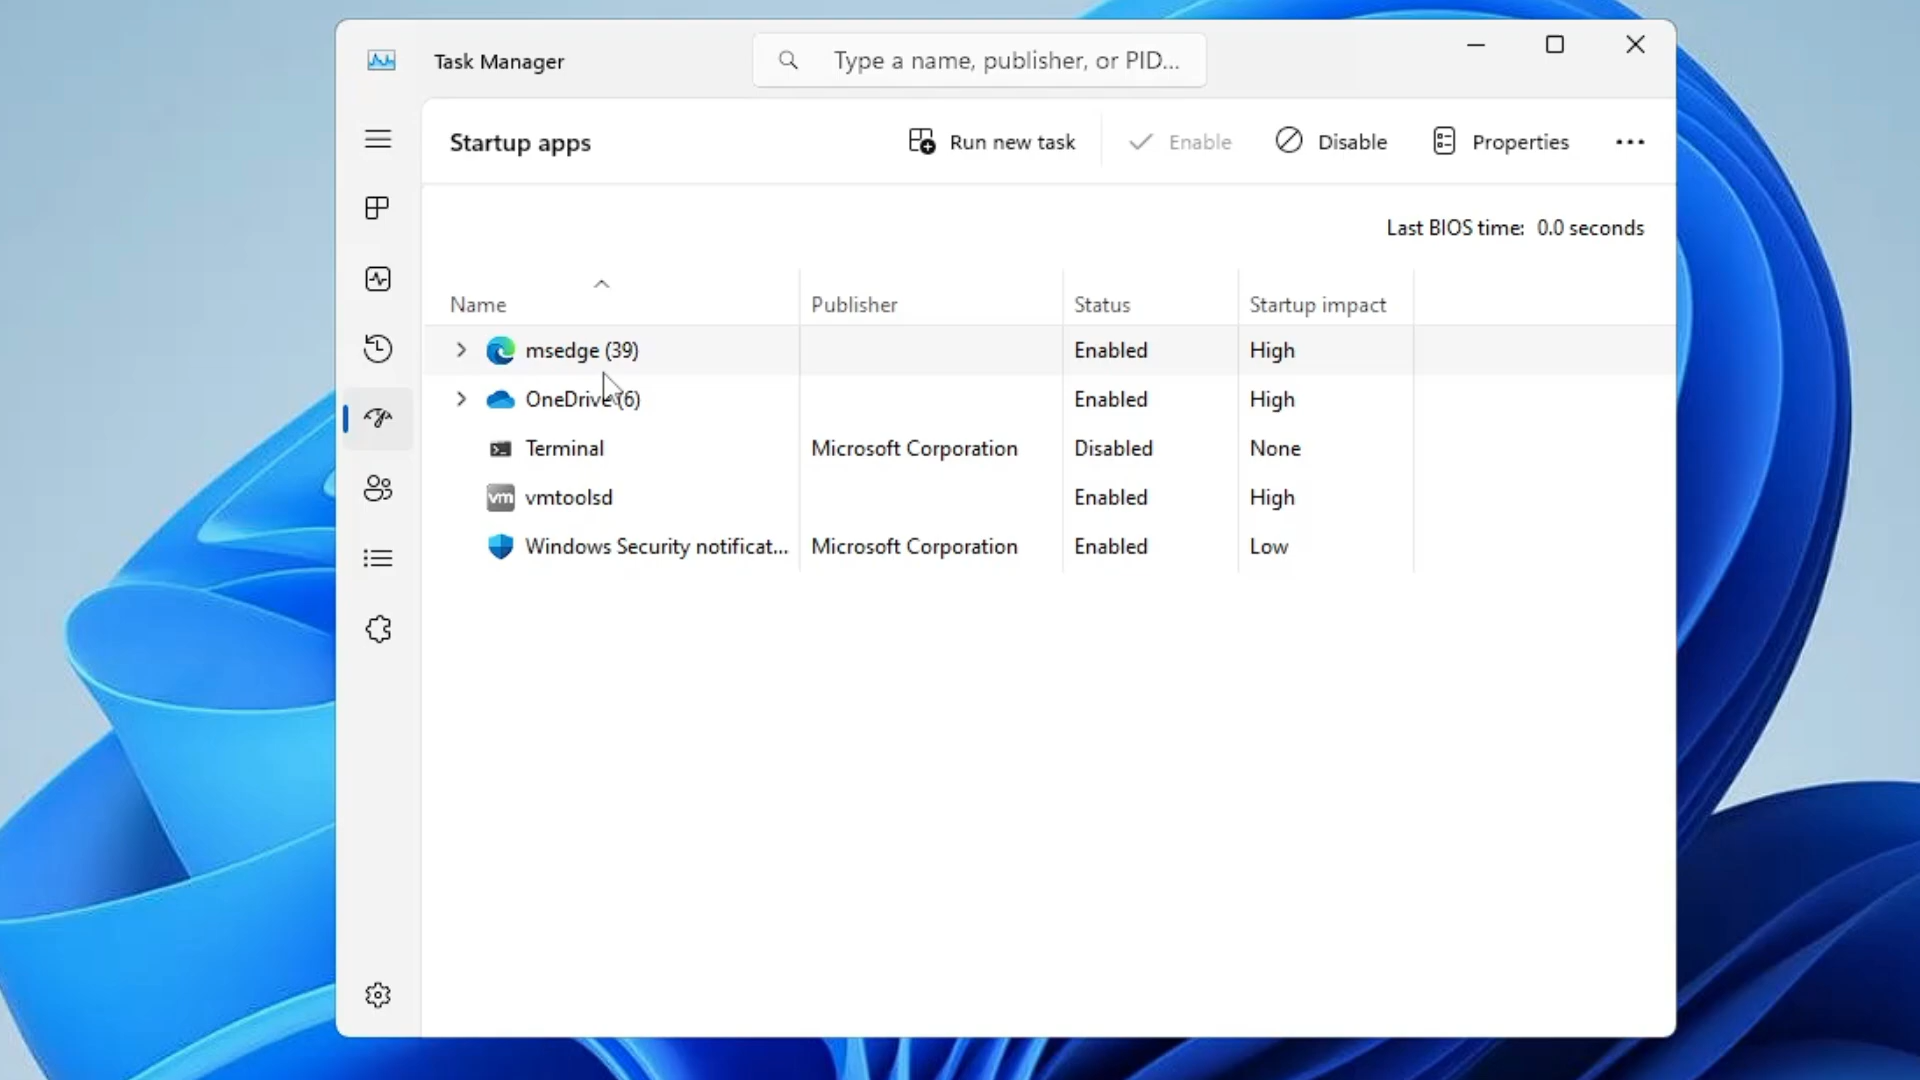 Task Manager
Type a name, publisher, or PID...
Startup apps
Run new task
Enable
Disable
Properties
Last BIOS time: 0.0 seconds
Name Publisher Status Startup impact
msedge (39) Enabled High
OneDrive (6) Enabled High
Terminal Microsoft Corporation Disabled None
vm vmtoolsd Enabled High
Windows Security notificat... Microsoft Corporation Enabled Low